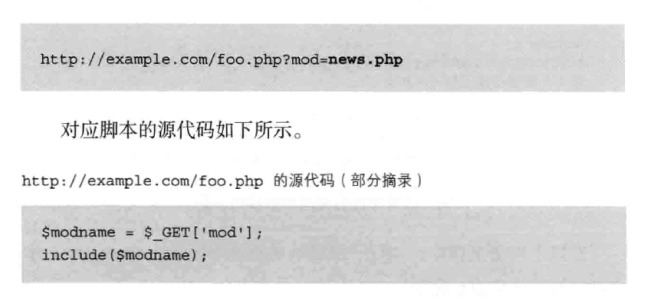 http://example.com/foo.php?mod=news.php
对应脚本的源代码如下所示。
http://example.com/foo.php 的源代码（部分摘录）
$modname = $_GET['mod'];
include($modname);